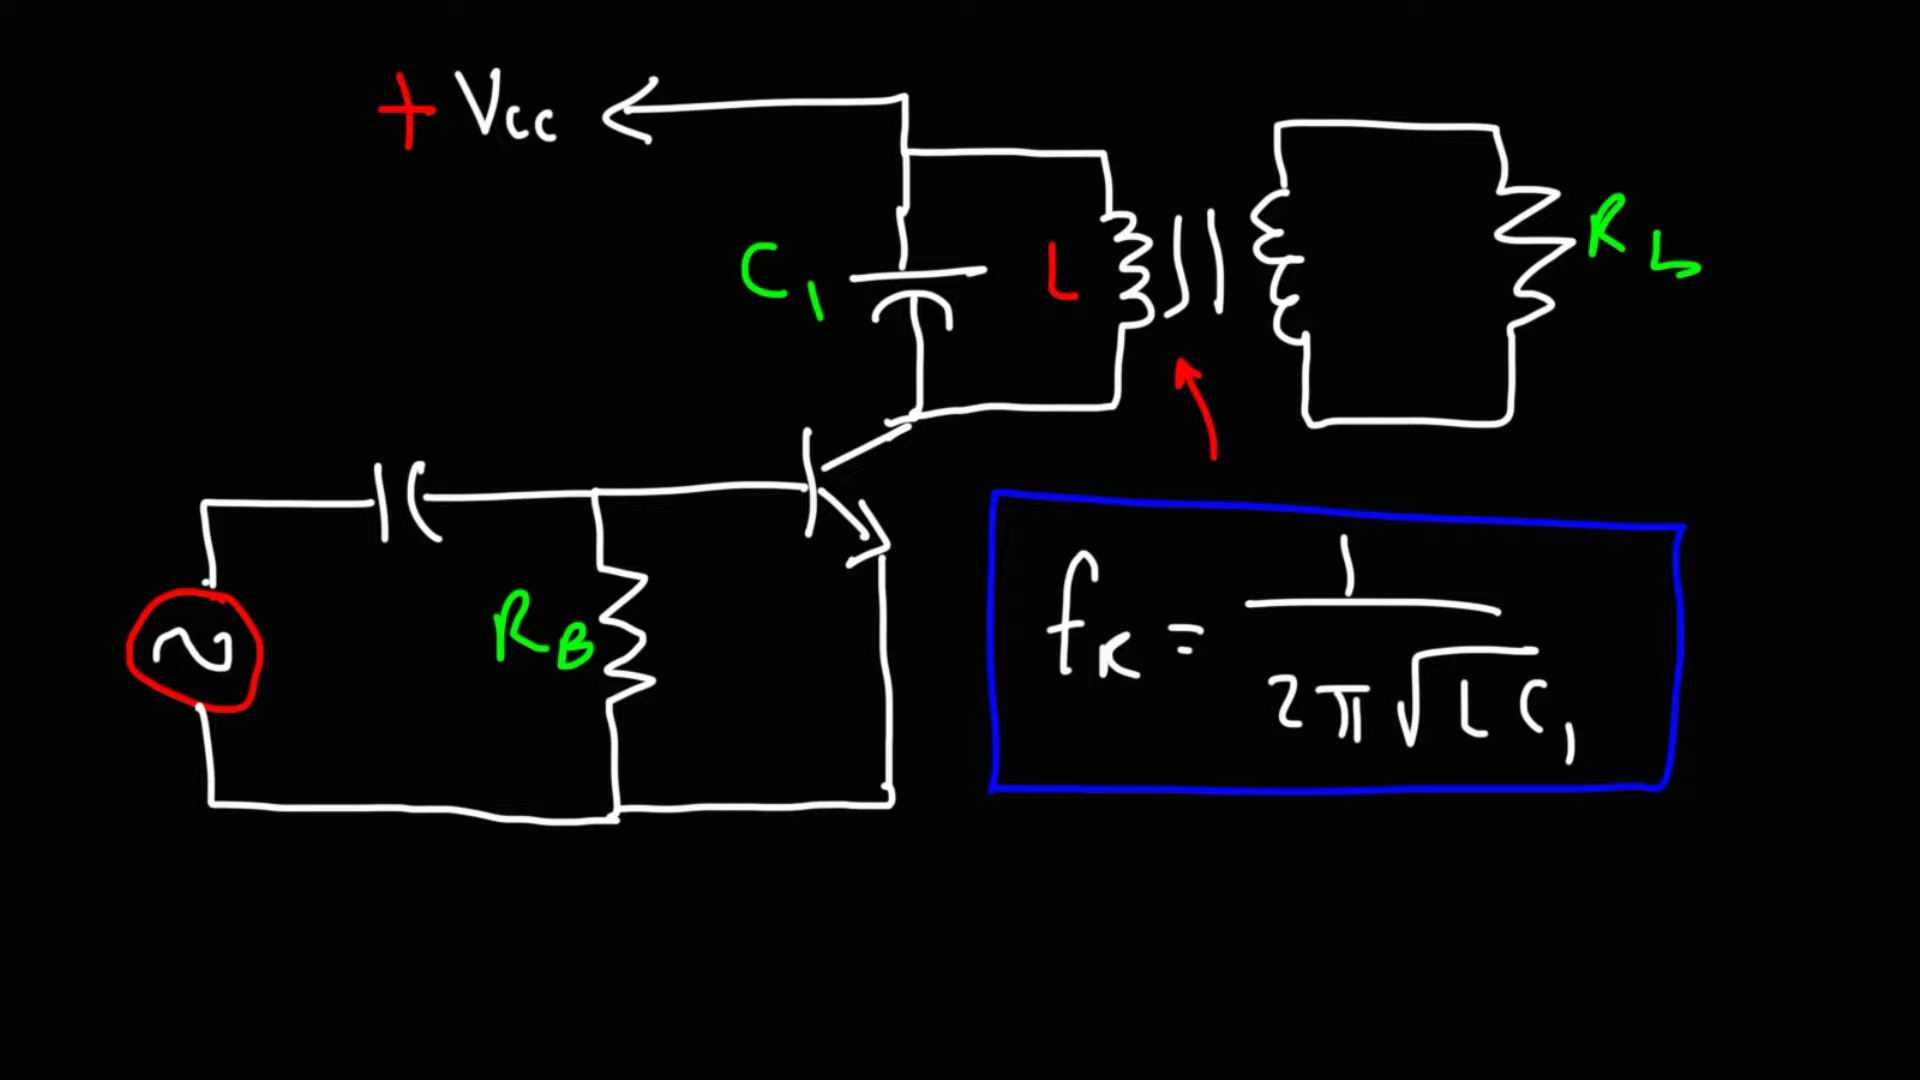 + Vcc
C1
L
RL
RB
fR = 1 / 2π√LC1